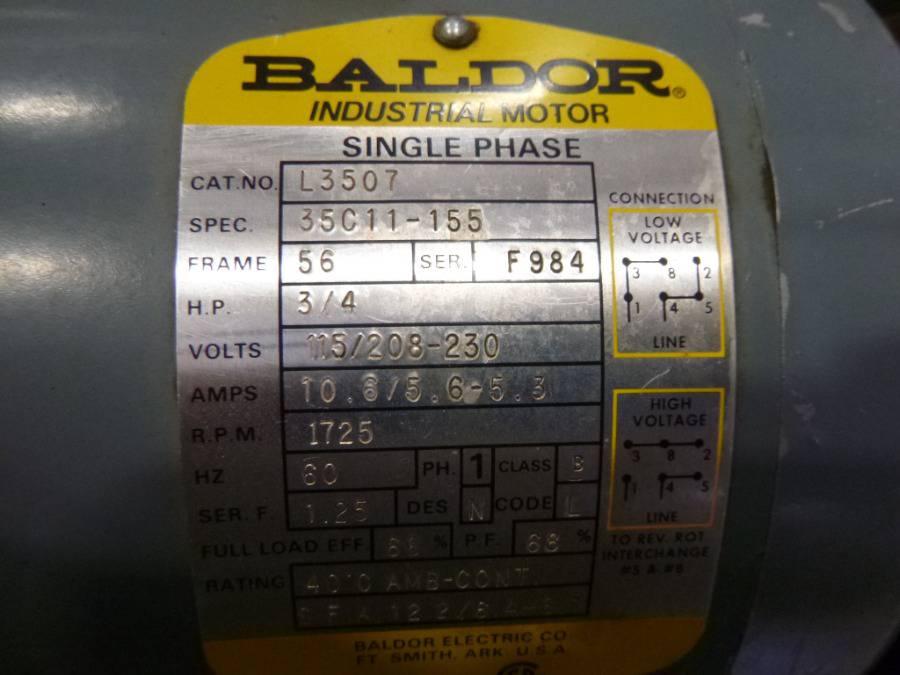 BALDOR®
INDUSTRIAL MOTOR
SINGLE PHASE
CAT.NO. L3507
SPEC. 35C11-155
FRAME 56 SER. F984
H.P. 3/4
VOLTS 115/208-230
AMPS 10.6/5.6-5.3
R.P.M. 1725
HZ 60 PH. 1 CLASS B
SER. F. 1.25 DES N CODE L
FULL LOAD EFF. % P.F. 68 %
RATING 40°C AMB-CONT
CONNECTION
LOW
VOLTAGE
3 8 2
1 4 5
LINE
HIGH
VOLTAGE
3 8 2
1 4 5
LINE
TO REV. ROT
INTERCHANGE
#5 & #8
BALDOR ELECTRIC CO
FT. SMITH, ARK. U.S.A.